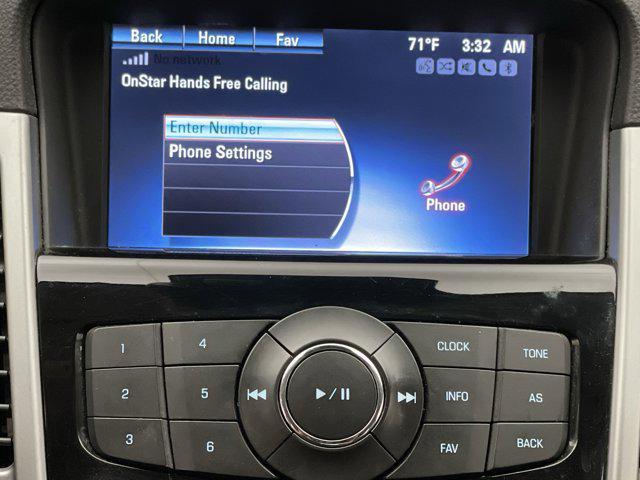 Back Home Fav
71°F 3:32 AM
No network
OnStar Hands Free Calling
Enter Number
Phone Settings
Phone
1 4 CLOCK TONE
2 5 INFO AS
3 6 FAV BACK